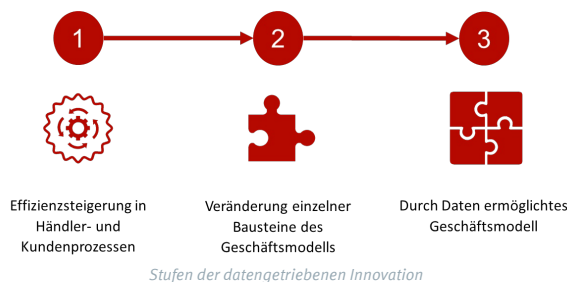 1
2
3
Effizienzsteigerung in
Händler- und
Kundenprozessen
Veränderung einzelner
Bausteine des
Geschäftsmodells
Durch Daten ermöglichtes
Geschäftsmodell
Stufen der datengetriebenen Innovation